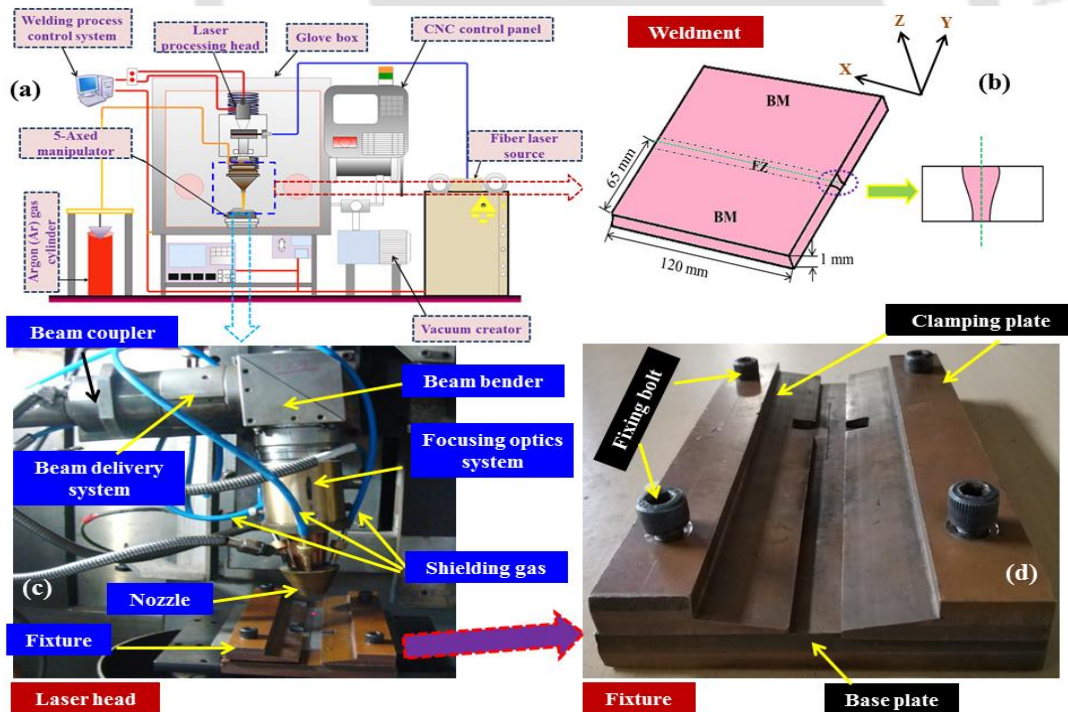 Welding process
control system
Laser
processing head
Glove box
CNC control panel
(a)
5-Axed
manipulator
Fiber laser
source
Argon (Ar) gas
cylinder
Vacuum creator
Weldment
Z
Y
X
(b)
BM
FZ
65 mm
BM
120 mm
1 mm
Beam coupler
Beam bender
Beam delivery
system
Focusing optics
system
Shielding gas
(c)
Nozzle
Fixture
Laser head
Clamping plate
Fixing bolt
(d)
Fixture
Base plate